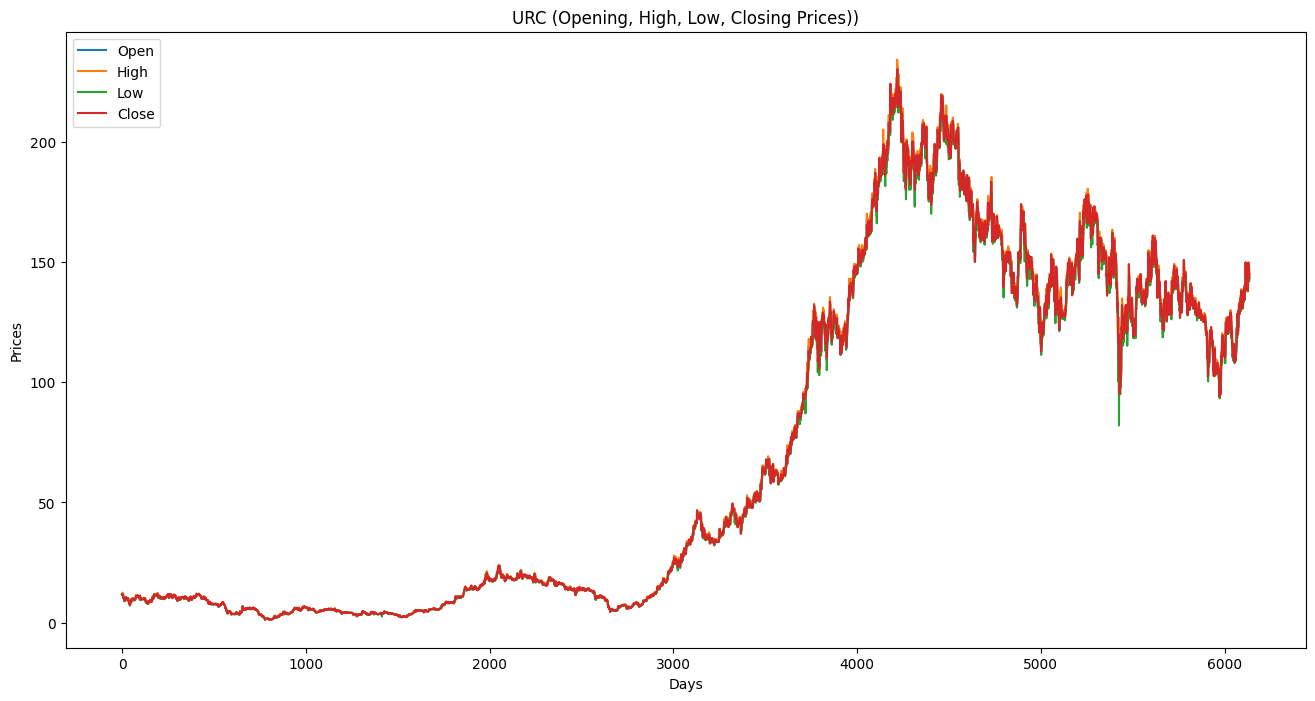 URC (Opening, High, Low, Closing Prices))
Open
High
Low
Close
Prices
200
150
100
50
0
0 1000 2000 3000 4000 5000 6000
Days